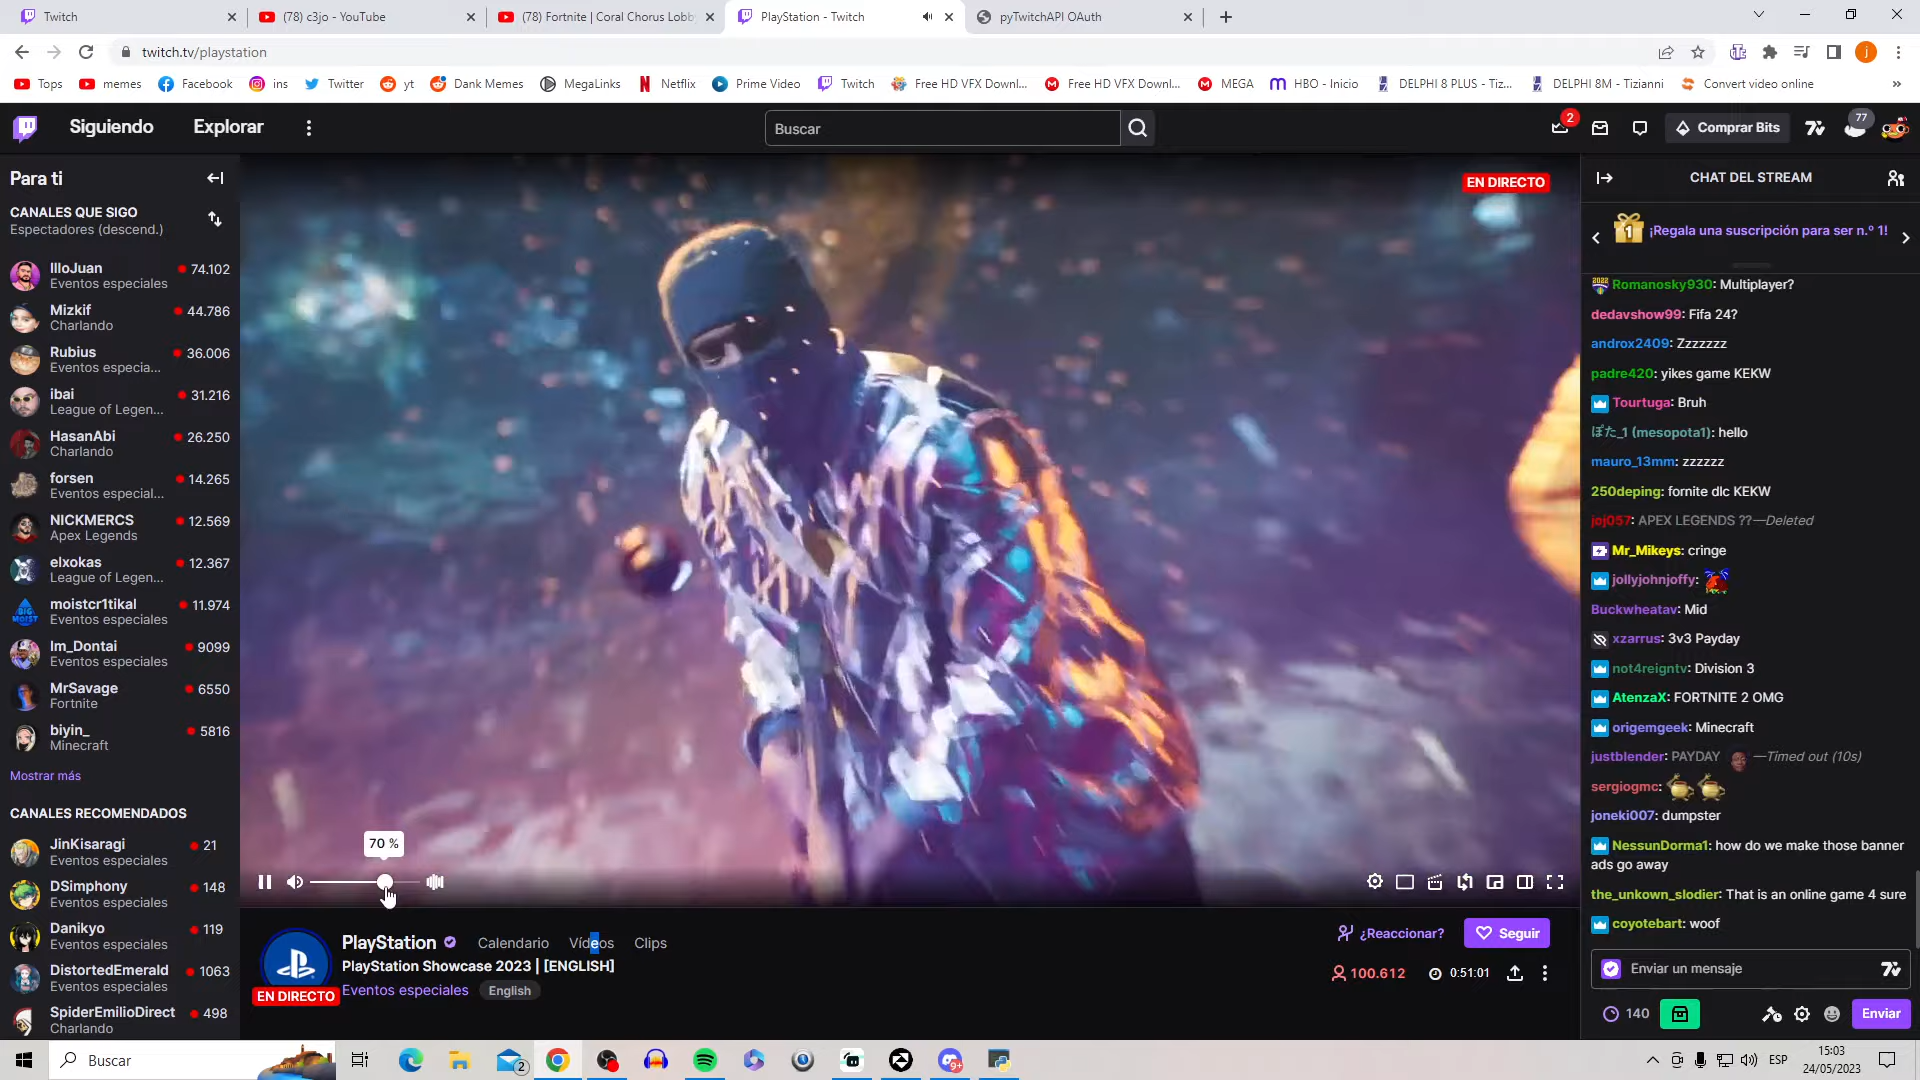 Twitch
(78) c3jo - YouTube
(78) Fortnite | Coral Chorus Lobb
PlayStation - Twitch
pyTwitchAPI OAuth
twitch.tv/playstation
j
Tops
memes
Facebook
ins
Twitter
yt
Dank Memes
MegaLinks
Netflix
Prime Video
Twitch
Free HD VFX Downl...
Free HD VFX Downl...
MEGA
HBO - Inicio
DELPHI 8 PLUS - Tiz...
DELPHI 8M - Tizianni
Convert video online
»
Siguiendo
Explorar
Buscar
2
Comprar Bits
77
Para ti
CANALES QUE SIGO
Espectadores (descend.)
IlloJuan
74.102
Eventos especiales
Mizkif
44.786
Charlando
Rubius
36.006
Eventos especia...
ibai
31.216
League of Legen...
HasanAbi
26.250
Charlando
forsen
14.265
Eventos especial...
NICKMERCS
12.569
Apex Legends
elxokas
12.367
League of Legen...
moistcr1tikal
11.974
Eventos especiales
Im_Dontai
9099
Eventos especiales
MrSavage
6550
Fortnite
biyin_
5816
Minecraft
Mostrar más
CANALES RECOMENDADOS
JinKisaragi
21
Eventos especiales
DSimphony
148
Eventos especiales
Danikyo
119
Eventos especiales
DistortedEmerald
1063
Eventos especiales
SpiderEmilioDirect
498
Charlando
EN DIRECTO
70 %
PlayStation
Calendario
Vídeos
Clips
PlayStation Showcase 2023 | [ENGLISH]
EN DIRECTO
Eventos especiales
English
¿Reaccionar?
Seguir
100.612
0:51:01
CHAT DEL STREAM
1
¡Regala una suscripción para ser n.º 1!
Romanosky930: Multiplayer?
dedavshow99: Fifa 24?
androx2409: Zzzzzzz
padre420: yikes game KEKW
Tourtuga: Bruh
ぽた_1 (mesopota1): hello
mauro_13mm: zzzzzz
250deping: fornite dlc KEKW
joj057: APEX LEGENDS ??—Deleted
Mr_Mikeys: cringe
jollyjohnjoffy:
Buckwheatav: Mid
xzarrus: 3v3 Payday
not4reigntv: Division 3
AtenzaX: FORTNITE 2 OMG
origemgeek: Minecraft
justblender: PAYDAY —Timed out (10s)
sergiogmc:
joneki007: dumpster
NessunDorma1: how do we make those banner
ads go away
the_unkown_slodier: That is an online game 4 sure
coyotebart: woof
Enviar un mensaje
140
Enviar
Buscar
2
9+
ESP
15:03
24/05/2023